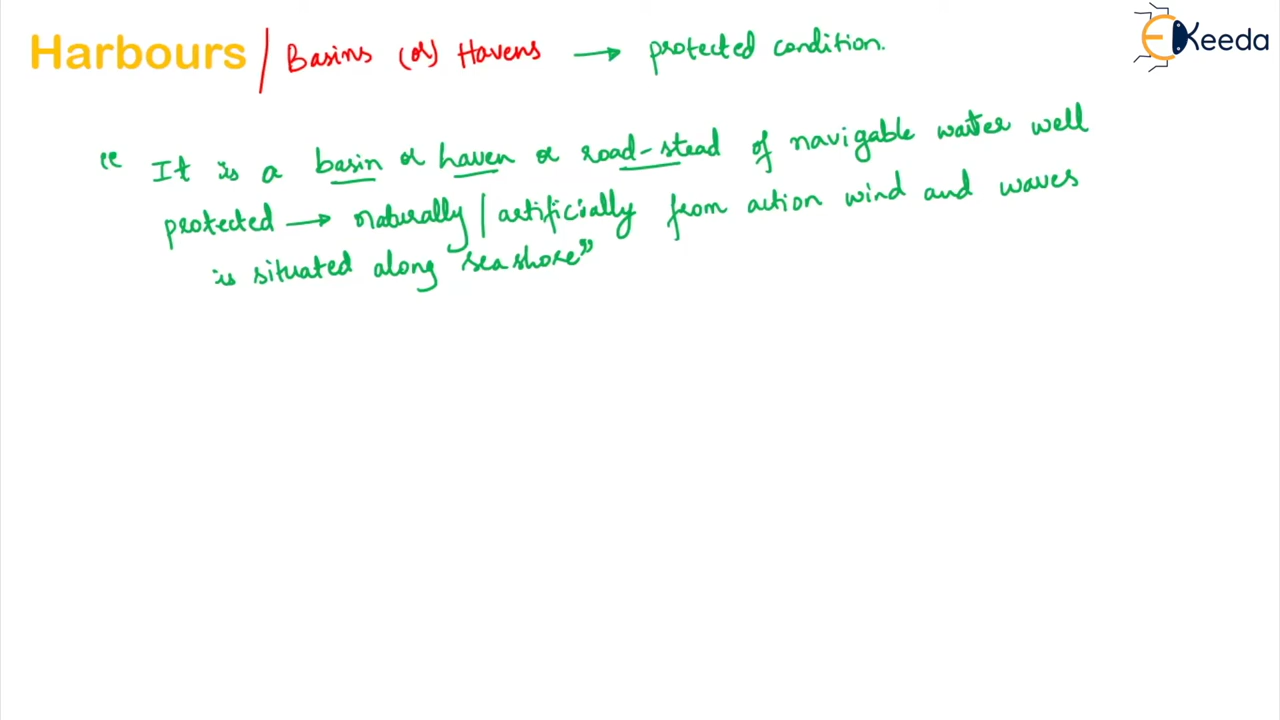 Harbours / Basins (or) Havens → protected condition.
EKeeda
"It is a basin or haven or road-stead of navigable water well
protected → naturally / artificially from action wind and waves
is situated along seashore"